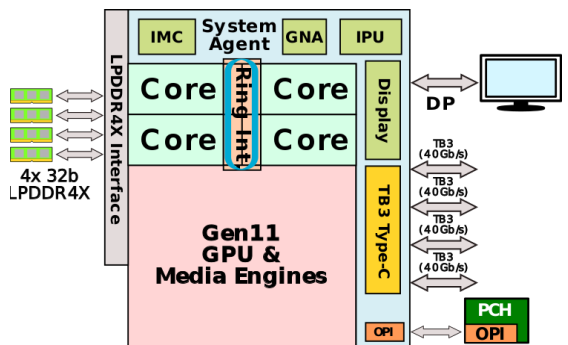 System
Agent
IMC
GNA
IPU
LPDDR4X Interface
Core
Core
Ring Int.
Core
Core
Display
DP
4x 32b
LPDDR4X
TB3 Type-C
TB3
(40Gb/s)
TB3
(40Gb/s)
TB3
(40Gb/s)
TB3
(40Gb/s)
Gen11
GPU &
Media Engines
OPI
PCH
OPI